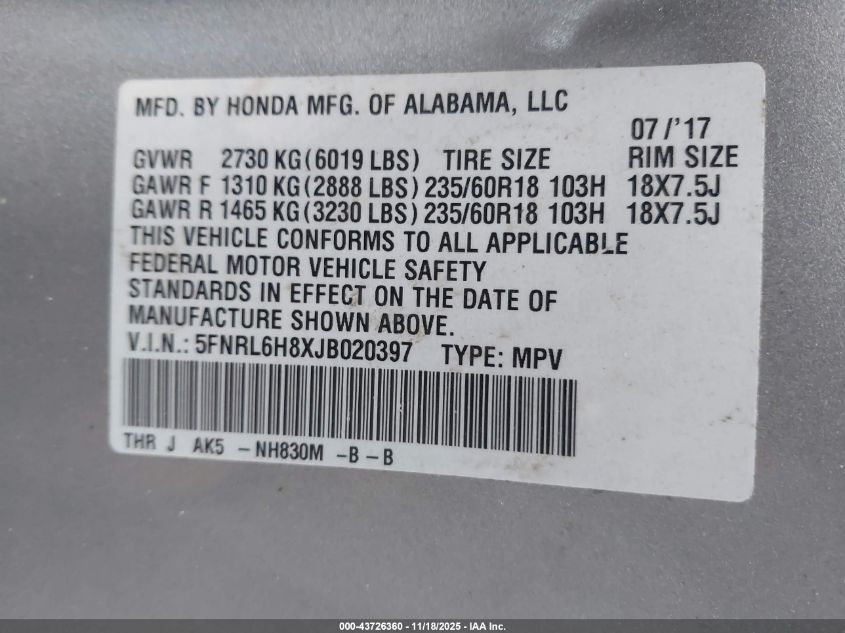 MFD. BY HONDA MFG. OF ALABAMA, LLC
07/'17
GVWR 2730 KG(6019 LBS) TIRE SIZE RIM SIZE
GAWR F 1310 KG(2888 LBS) 235/60R18 103H 18X7.5J
GAWR R 1465 KG(3230 LBS) 235/60R18 103H 18X7.5J
THIS VEHICLE CONFORMS TO ALL APPLICABLE
FEDERAL MOTOR VEHICLE SAFETY
STANDARDS IN EFFECT ON THE DATE OF
MANUFACTURE SHOWN ABOVE.
V.I.N.: 5FNRL6H8XJB020397 TYPE: MPV
THR J AK5 - NH830M - B - B
000-43726360 - 11/18/2025 - IAA Inc.